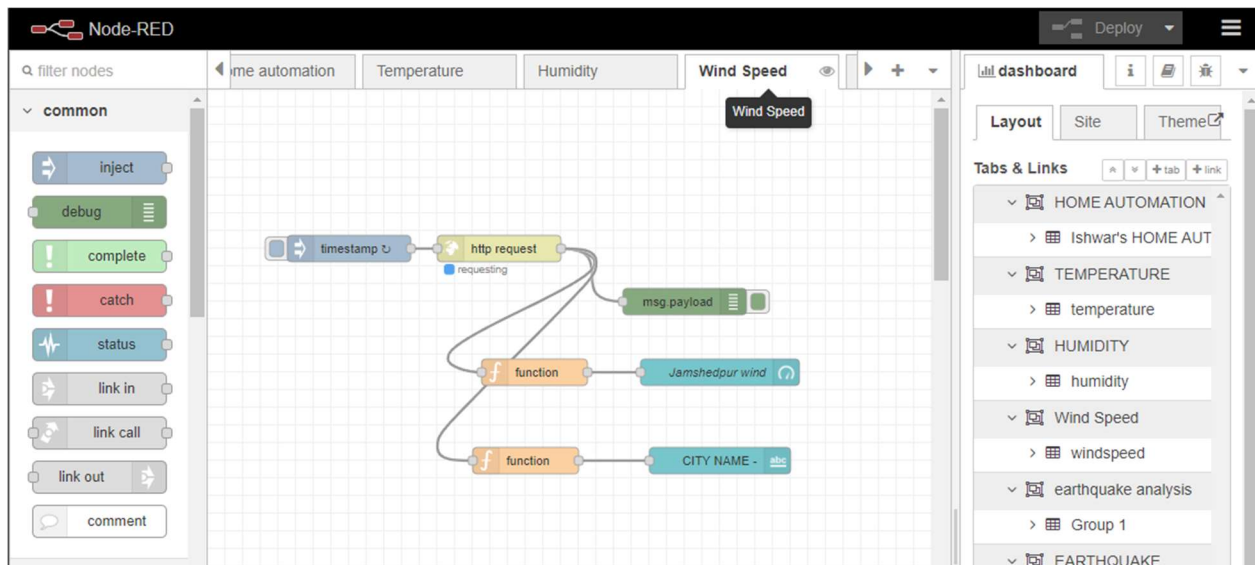 Node-RED
Deploy
filter nodes
ome automation
Temperature
Humidity
Wind Speed
dashboard
i
Wind Speed
common
inject
debug
complete
catch
status
link in
link call
link out
comment
timestamp ↻
http request
requesting
msg.payload
function
Jamshedpur wind
function
CITY NAME -
abc
Layout
Site
Theme
Tabs & Links
+ tab
+ link
HOME AUTOMATION
Ishwar's HOME AUT
TEMPERATURE
temperature
HUMIDITY
humidity
Wind Speed
windspeed
earthquake analysis
Group 1
EARTHQUAKE